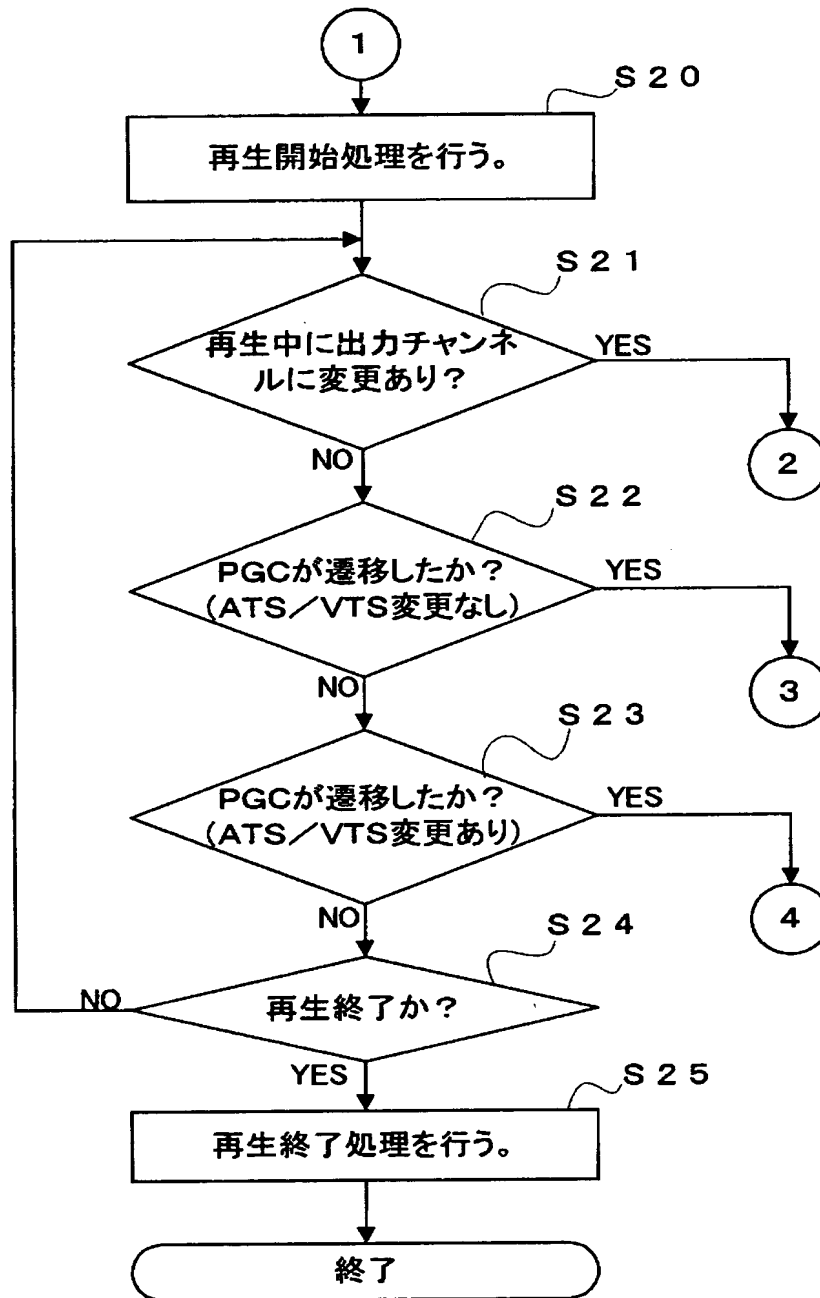 1
S20
再生開始処理を行う。
S21
再生中に出力チャンネ
ルに変更あり?
YES
2
NO
S22
PGCが遷移したか?
(ATS/VTS変更なし)
YES
3
NO
S23
PGCが遷移したか?
(ATS/VTS変更あり)
YES
4
NO
S24
再生終了か?
NO
YES
S25
再生終了処理を行う。
終了